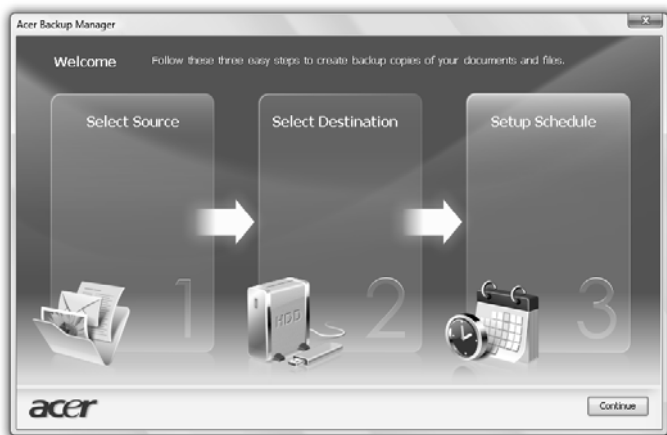 Acer Backup Manager
x
Welcome
Follow these three easy steps to create backup copies of your documents and files.
Select Source
Select Destination
Setup Schedule
1
2
3
HDD
acer
Continue